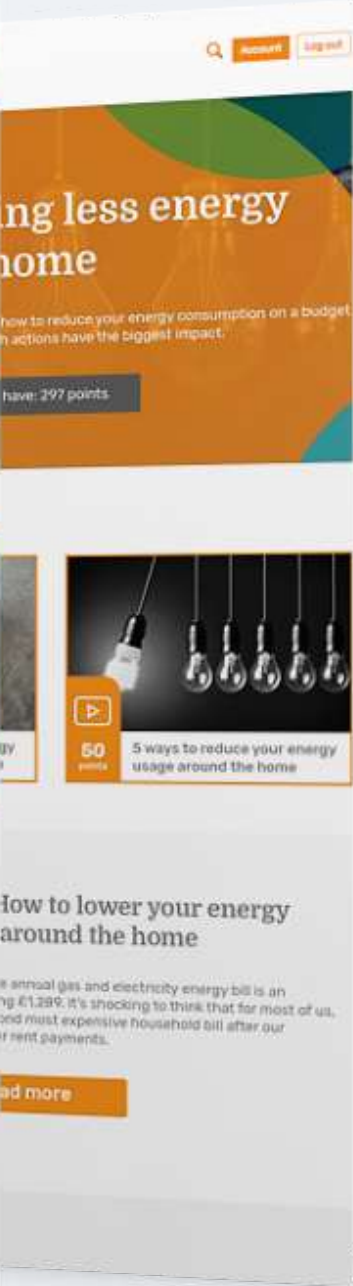 Account Log out
ing less energy
home
how to reduce your energy consumption on a budget
h actions have the biggest impact.
have: 297 points
gy
50
points
5 ways to reduce your energy
usage around the home
How to lower your energy
around the home
e annual gas and electricity energy bill is an
ng £1,289. It's shocking to think that for most of us,
ond most expensive household bill after our
r rent payments.
ad more